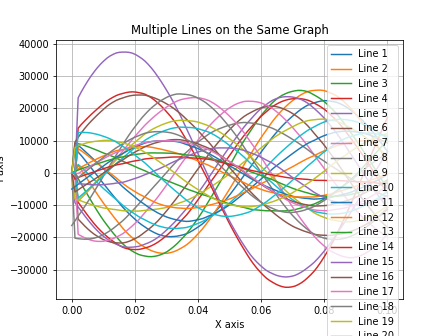 Multiple Lines on the Same Graph
40000
30000
20000
10000
0
−10000
−20000
−30000
0.00
0.02
0.04
0.06
X axis
Line 1
Line 2
Line 3
Line 4
Line 5
Line 6
Line 7
Line 8
Line 9
Line 10
Line 11
Line 12
Line 13
Line 14
Line 15
Line 16
Line 17
Line 18
Line 19
Line 20